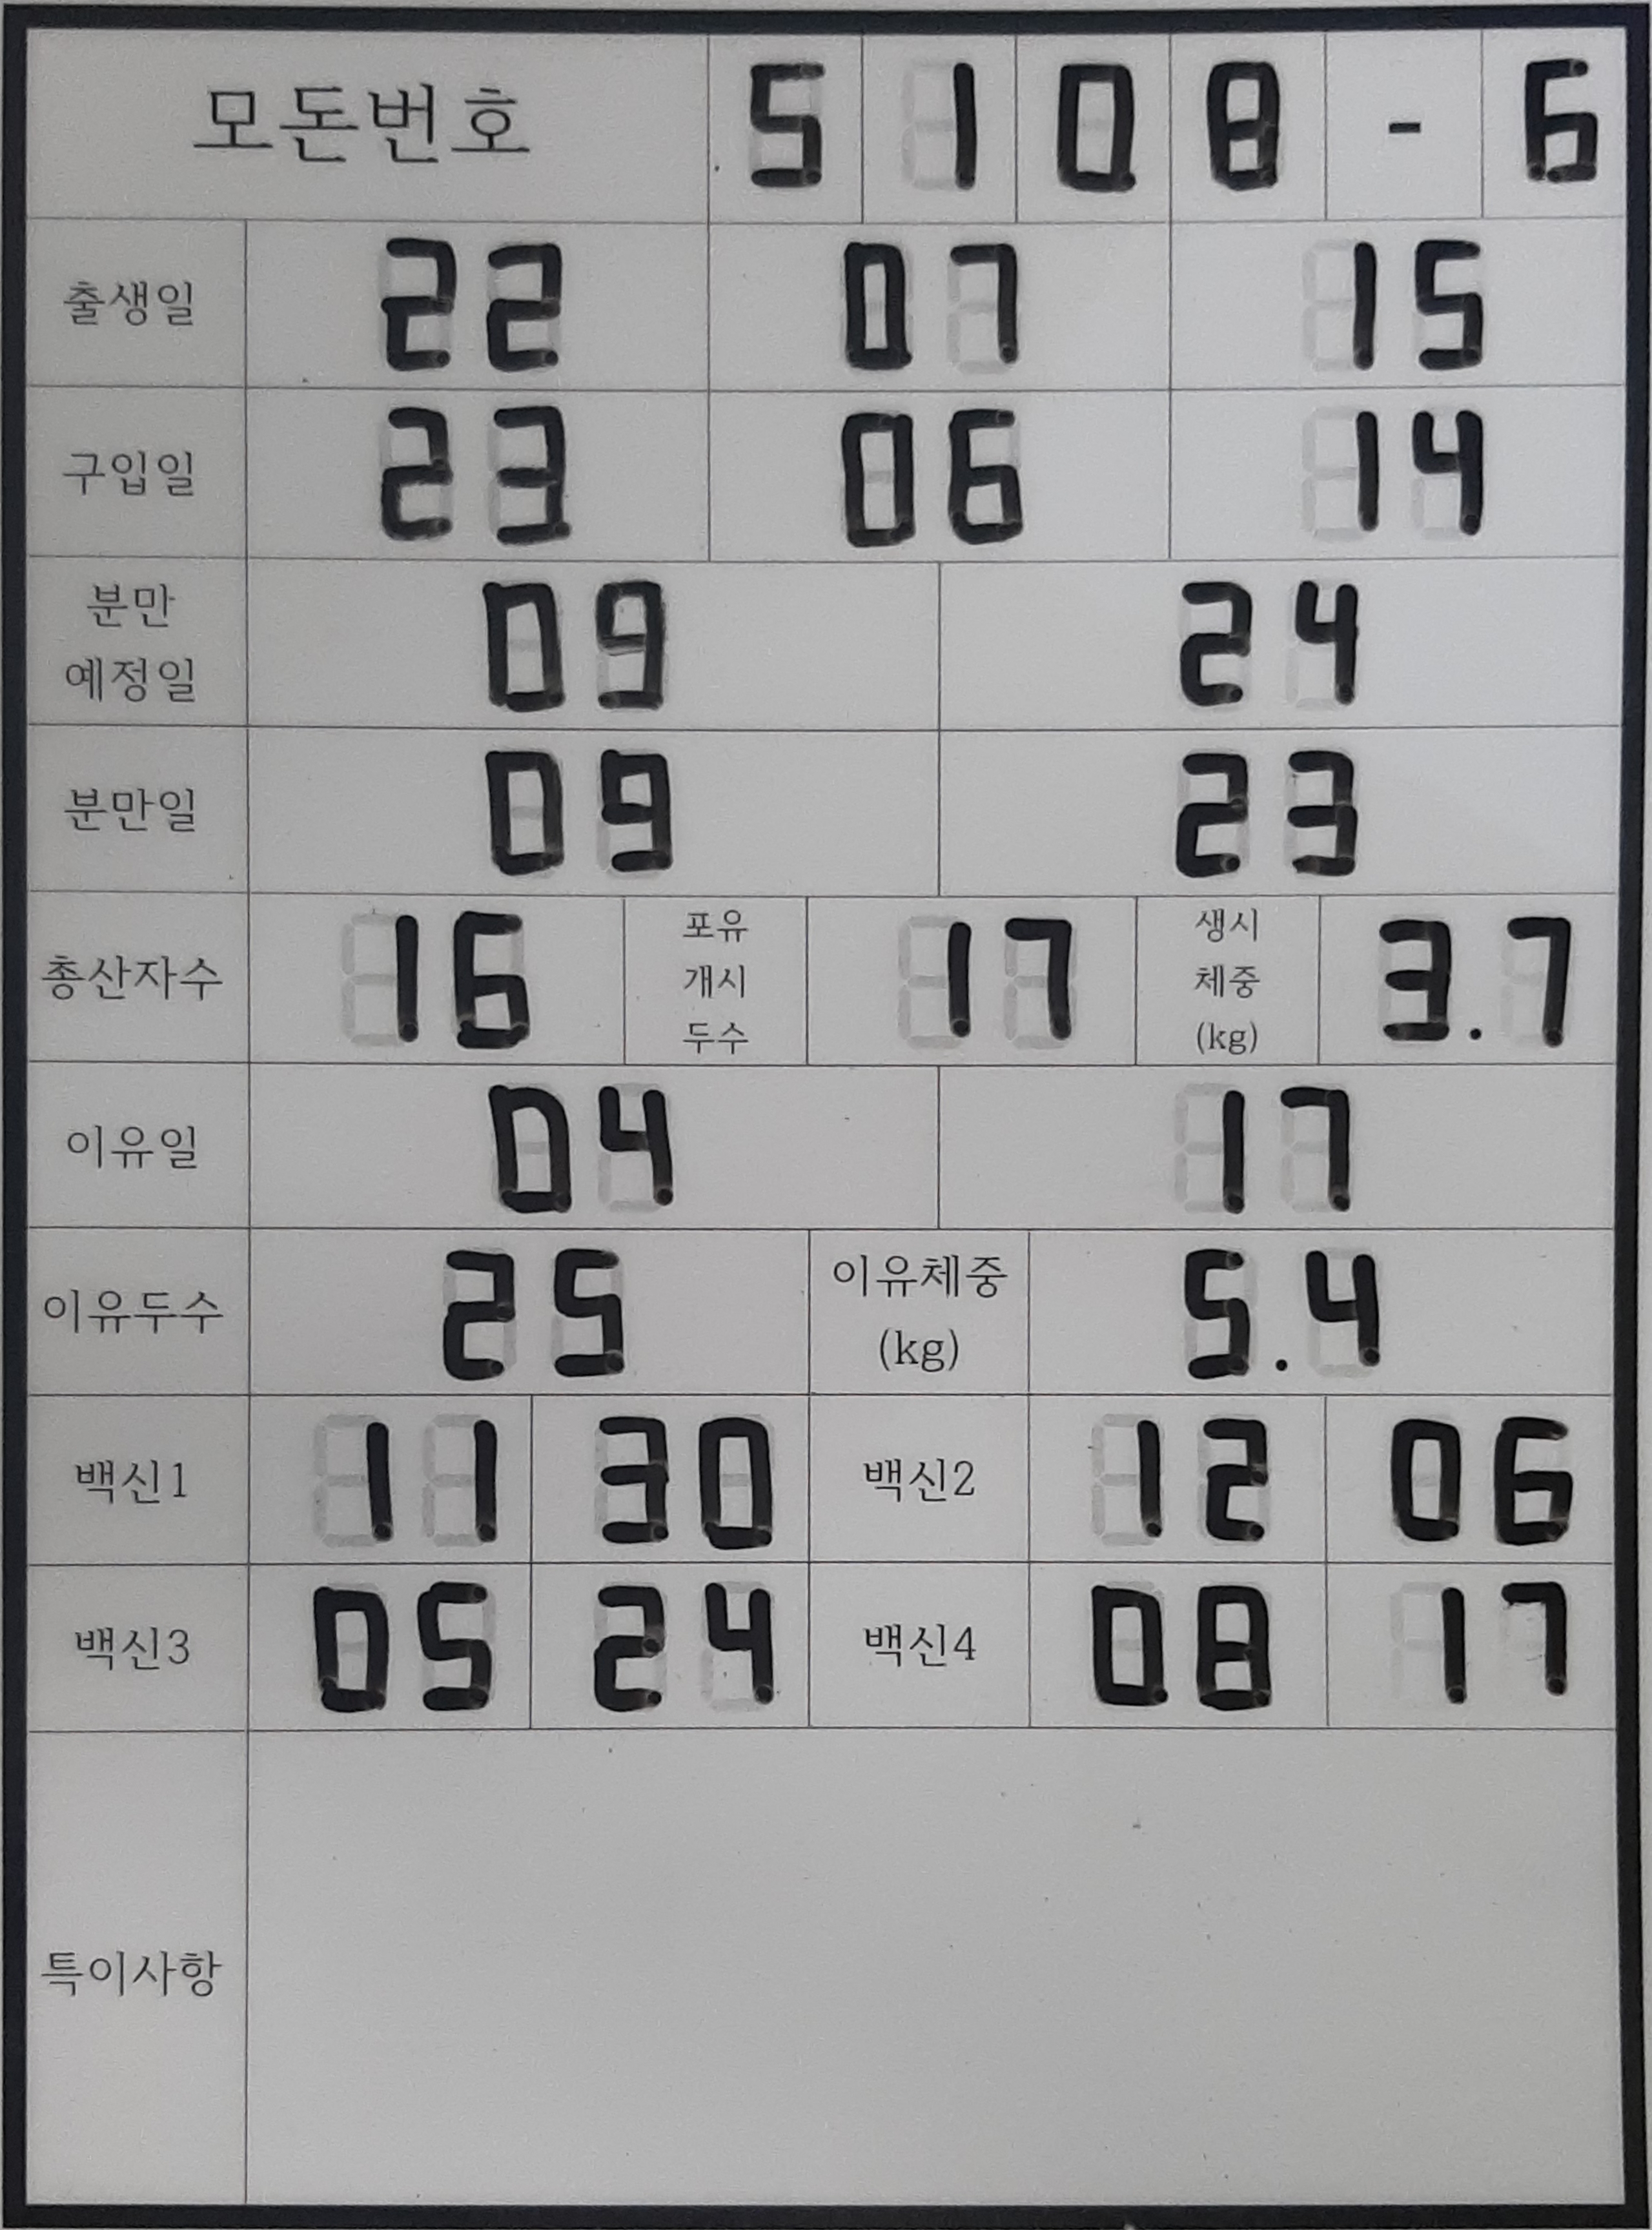 모돈번호 5 1 0 8 - 6
출생일 22 07 15
구입일 23 06 14
분만
예정일 09 24
분만일 09 23
총산자수 16 포유
개시
두수 17 생시
체중
(kg) 3.7
이유일 04 17
이유두수 25 이유체중
(kg) 5.4
백신1 11 30 백신2 12 06
백신3 05 24 백신4 08 17
특이사항